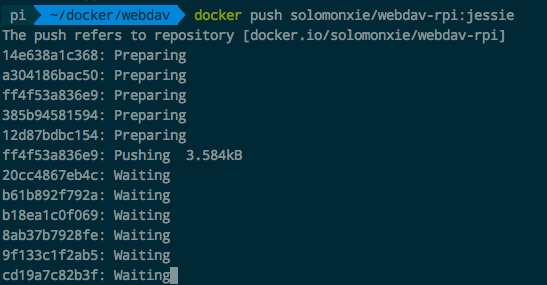 pi ~/docker/webdav docker push solomonxie/webdav-rpi:jessie
The push refers to repository [docker.io/solomonxie/webdav-rpi]
14e638a1c368: Preparing
a304186bac50: Preparing
ff4f53a836e9: Preparing
385b94581594: Preparing
12d87bdbc154: Preparing
ff4f53a836e9: Pushing  3.584kB
20cc4867eb4c: Waiting
b61b892f792a: Waiting
b18ea1c0f069: Waiting
8ab37b7928fe: Waiting
9f133c1f2ab5: Waiting
cd19a7c82b3f: Waiting